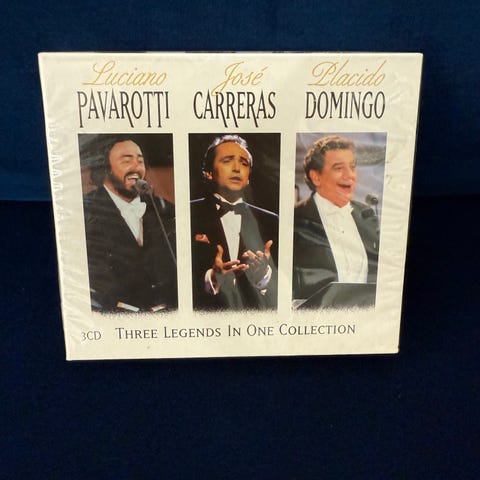 Luciano
PAVAROTTI
José
CARRERAS
Placido
DOMINGO
3CD THREE LEGENDS IN ONE COLLECTION